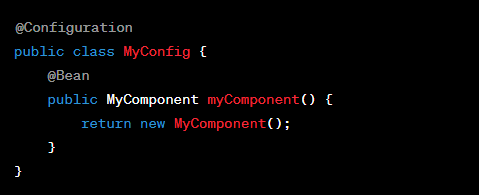 @Configuration
public class MyConfig {
    @Bean
    public MyComponent myComponent() {
        return new MyComponent();
    }
}